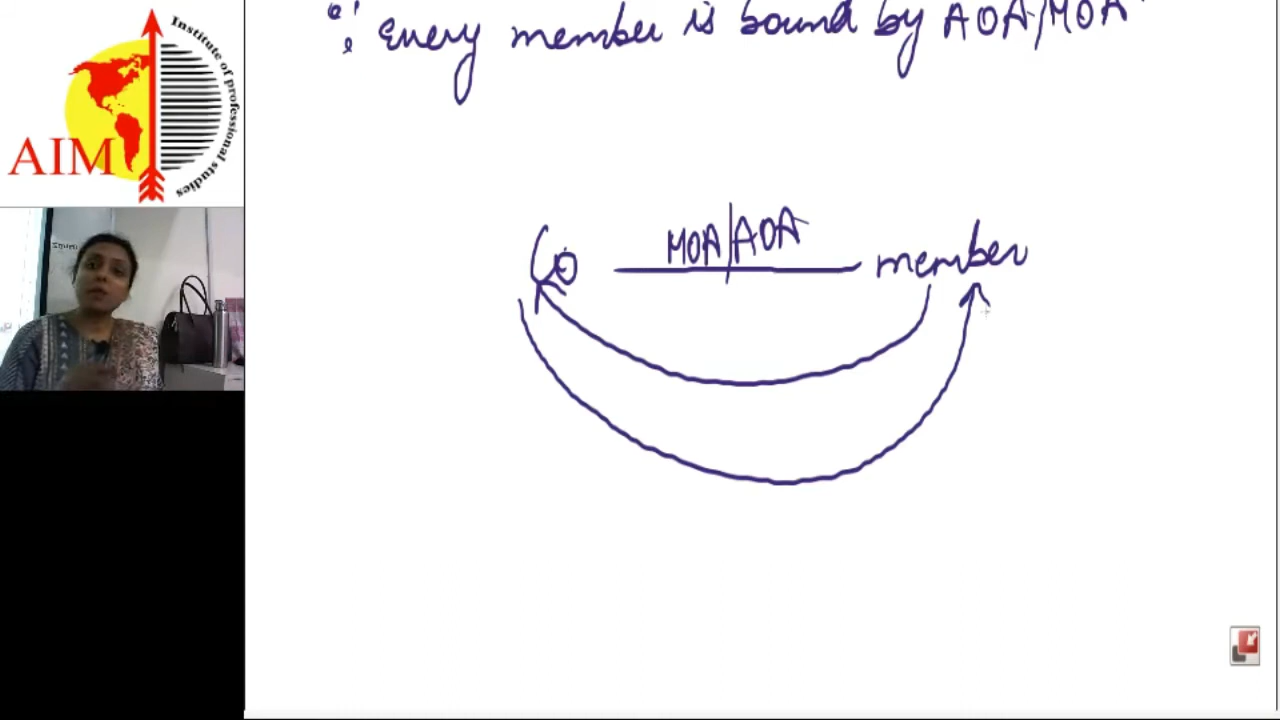 Institute of professional studies
AIM
∵ Every member is bound by AOA/MOA
MOA/AOA
Co member